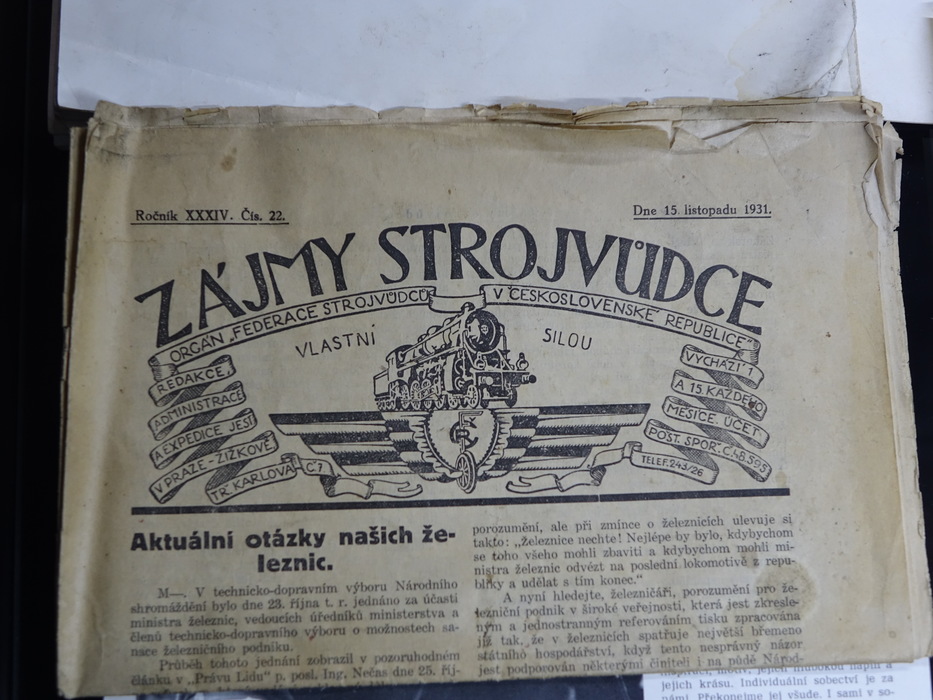 Ročník XXXIV. Čís. 22.
Dne 15 listopadu 1931.
ZÁJMY STROJVŮDCE
ORGÁN „FEDERACE STROJVŮDCŮ V ČESKOSLOVENSKÉ REPUBLICE“
VLASTNÍ SILOU
REDAKCE,
ADMINISTRACE
A EXPEDICE JEST
V PRAZE - ŽIŽKOVĚ
TŘ. KARLOVA Č. 7
VYCHÁZÍ 1
A 15. KAŽDÉHO
MĚSÍCE. ÚČET
POŠT. SPOŘ. Č. 48.595
TELEF. 243/26
Aktuální otázky našich že-
leznic.
M—. V technicko-dopravním výboru Národního
shromáždění bylo dne 23. října t. r. jednáno za účasti
ministra železnic, vedoucích úředníků ministerstva a
členů technicko-dopravního výboru o možnostech sa-
nace železničního podniku.
Průběh tohoto jednání zobrazil v pozoruhodném
článku v „Právu Lidu“ p. posl. Ing. Nečas dne 25. říj-
porozumění, ale při zmínce o železnicích ulevuje si
takto: „Železnice nechte! Nejlépe by bylo, kdybychom
se toho všeho mohli zbaviti a kdybychom mohli mi-
nistra železnic odvézt na poslední lokomotivě z repu-
bliky a udělat s tím konec.“
A nyní hledejte, železničáři, porozumění pro že-
lezniční podnik v široké veřejnosti, která jest zkresle-
ným a jednostranným referováním tisku zpracována
již tak, že v železnicích spatřuje největší břemeno
státního hospodářství, když tento nesprávný názor
jest podporován některými činiteli i na půdě Národ-
jejich krásu. Individuální sobectví je za
námi. Překonejme jej všude. I sami v so-